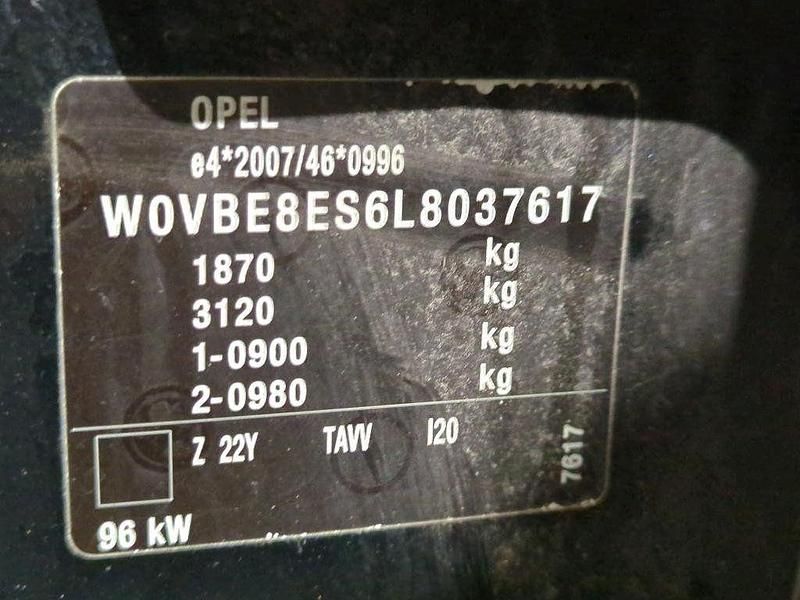 OPEL
e4*2007/46*0996
W0VBE8ES6L8037617
1870 kg
3120 kg
1-0900 kg
2-0980 kg
Z 22Y TAVV I20
7617
96 kW